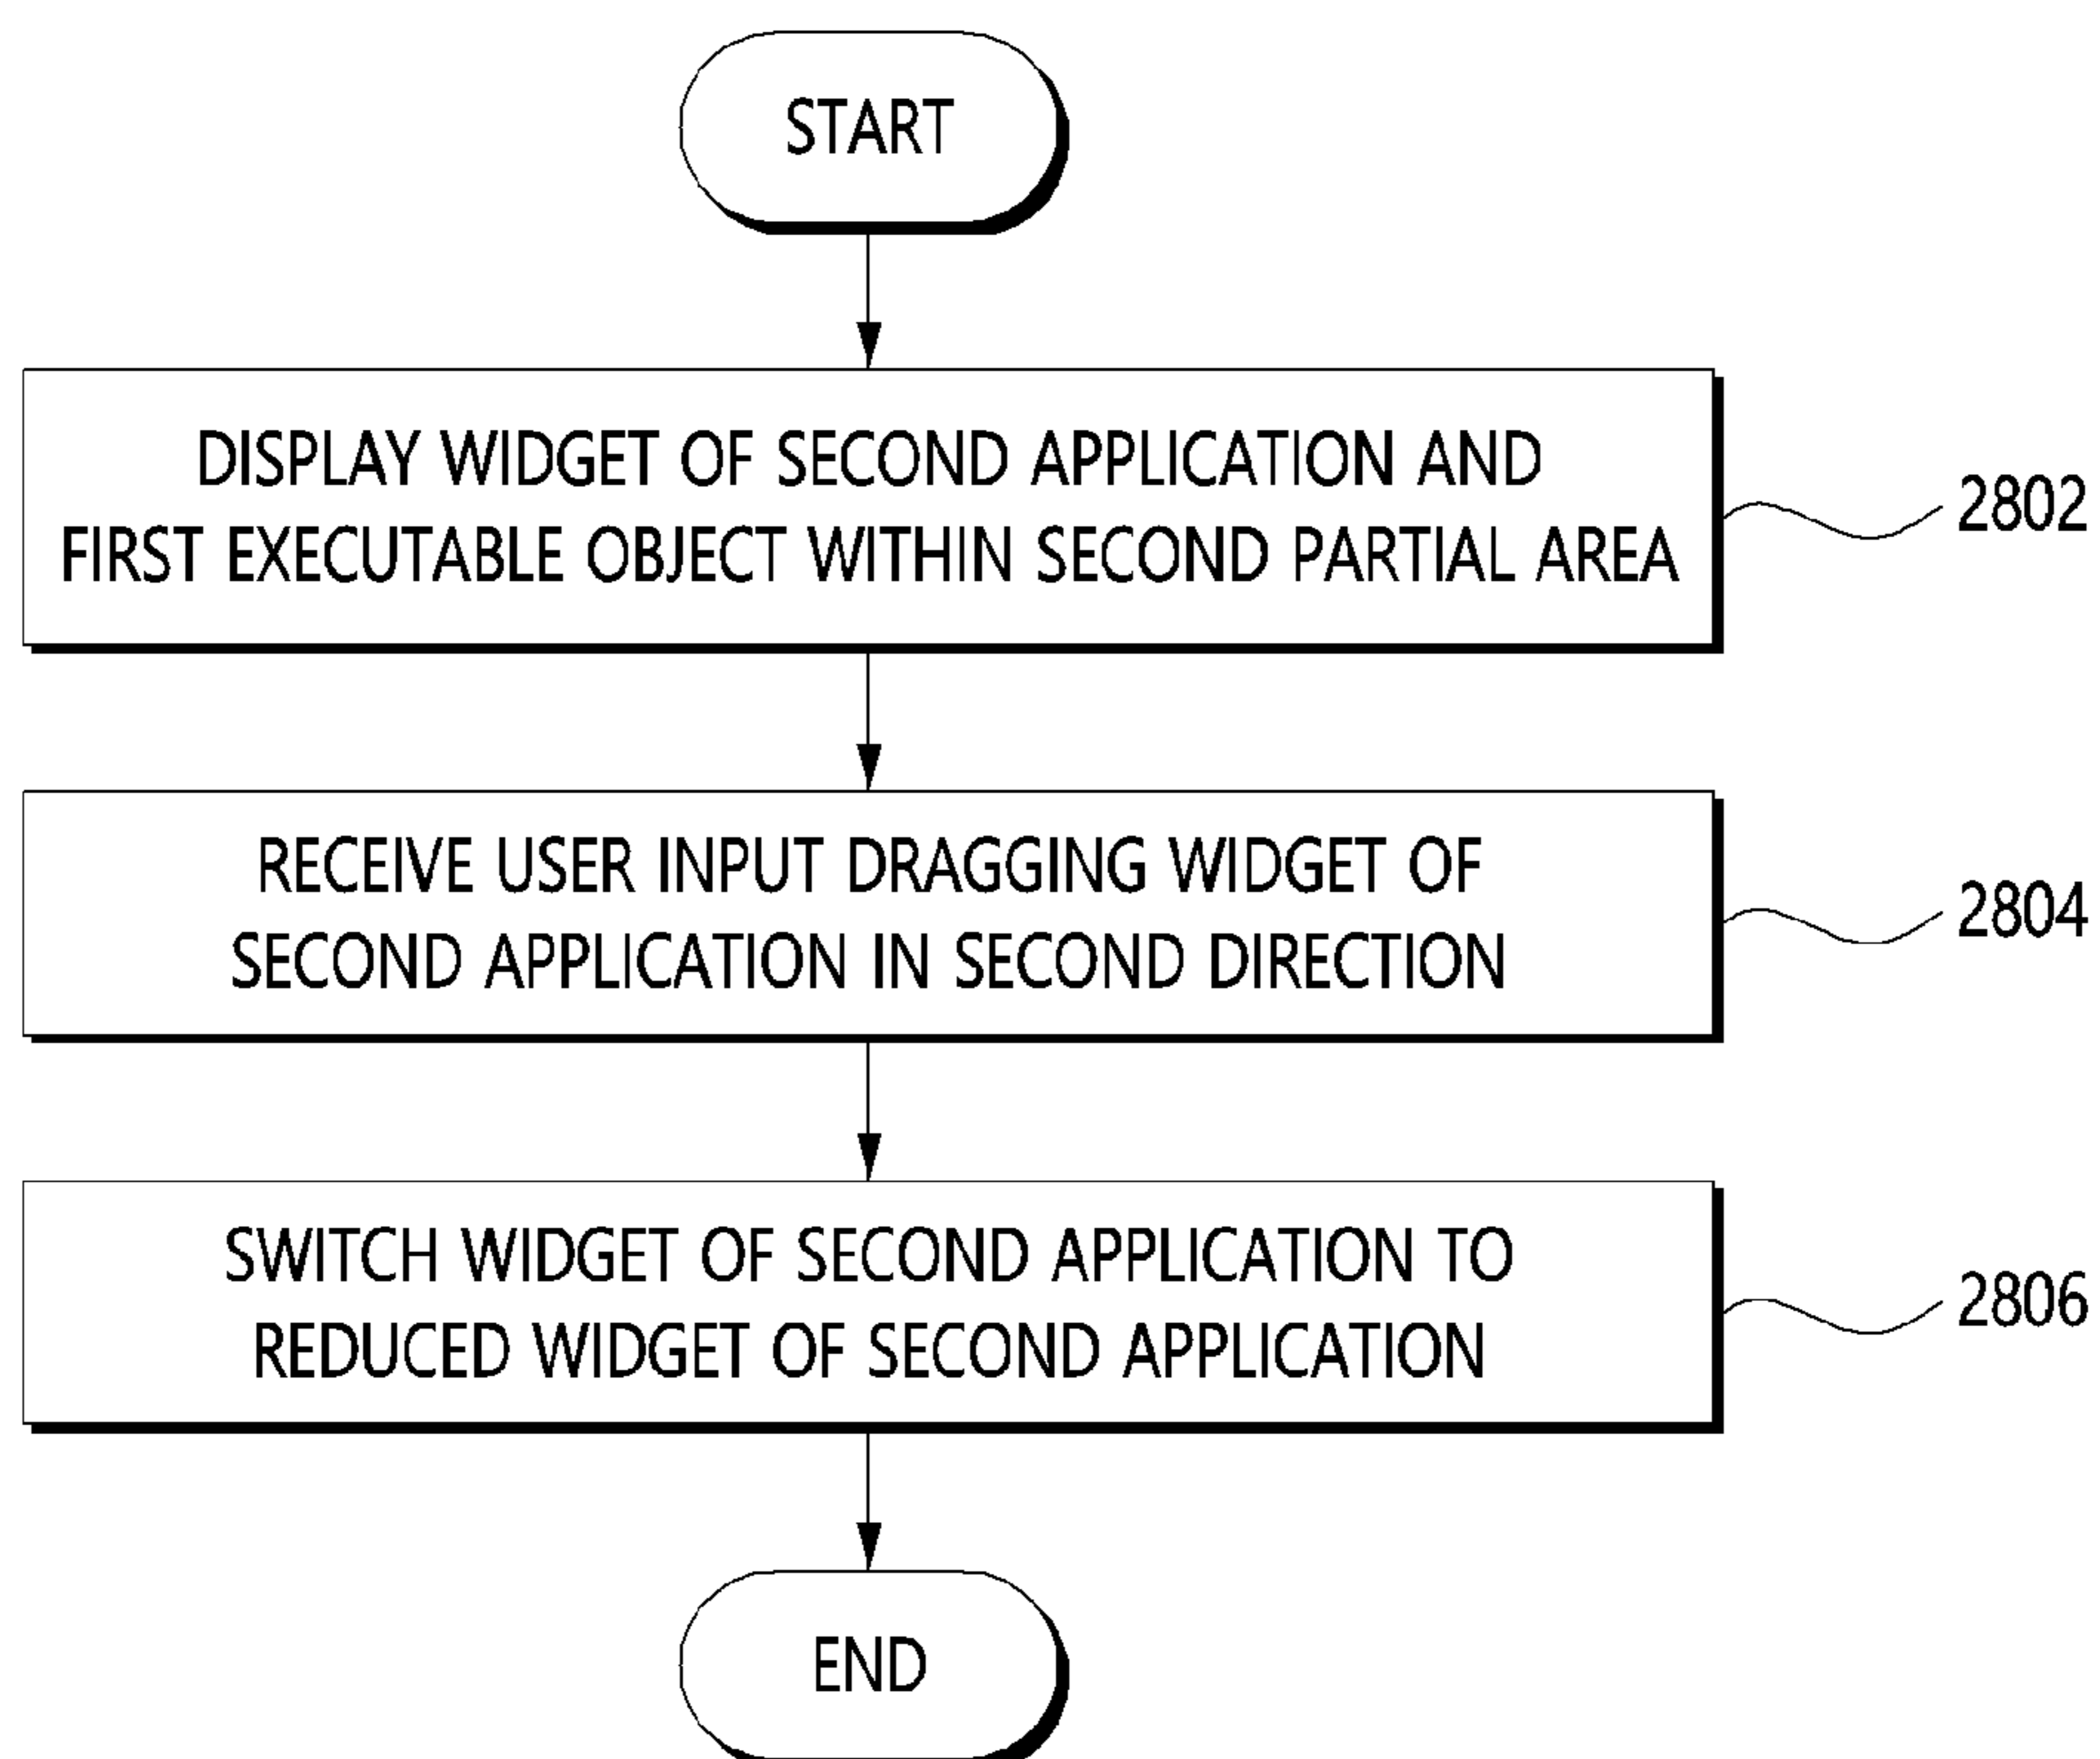 START
DISPLAY WIDGET OF SECOND APPLICATION AND
FIRST EXECUTABLE OBJECT WITHIN SECOND PARTIAL AREA
2802
RECEIVE USER INPUT DRAGGING WIDGET OF
SECOND APPLICATION IN SECOND DIRECTION
2804
SWITCH WIDGET OF SECOND APPLICATION TO
REDUCED WIDGET OF SECOND APPLICATION
2806
END